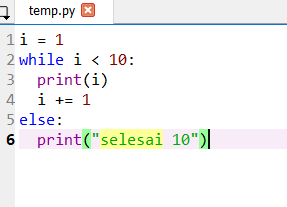 temp.py
1 i = 1
2 while i < 10:
3   print(i)
4   i += 1
5 else:
6   print("selesai 10")